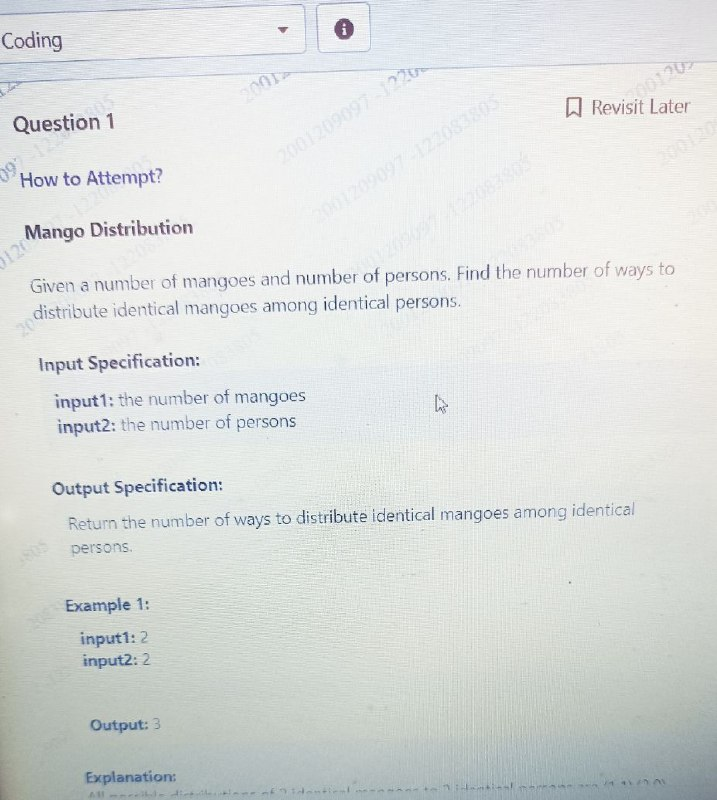 Coding
Question 1
Revisit Later
How to Attempt?
Mango Distribution
Given a number of mangoes and number of persons. Find the number of ways to
distribute identical mangoes among identical persons.
Input Specification:
input1: the number of mangoes
input2: the number of persons
Output Specification:
Return the number of ways to distribute identical mangoes among identical
persons.
Example 1:
input1: 2
input2: 2
Output: 3
Explanation:
2001209097 -122083805